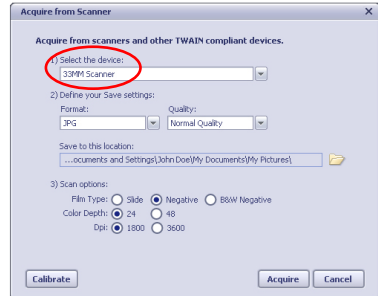 Acquire from Scanner
Acquire from scanners and other TWAIN compliant devices.
1) Select the device:
33MM Scanner
2) Define your Save settings:
Format: Quality:
JPG Normal Quality
Save to this location:
...ocuments and Settings\John Doe\My Documents\My Pictures\
3) Scan options:
Film Type: Slide Negative B&W Negative
Color Depth: 24 48
Dpi: 1800 3600
Calibrate Acquire Cancel